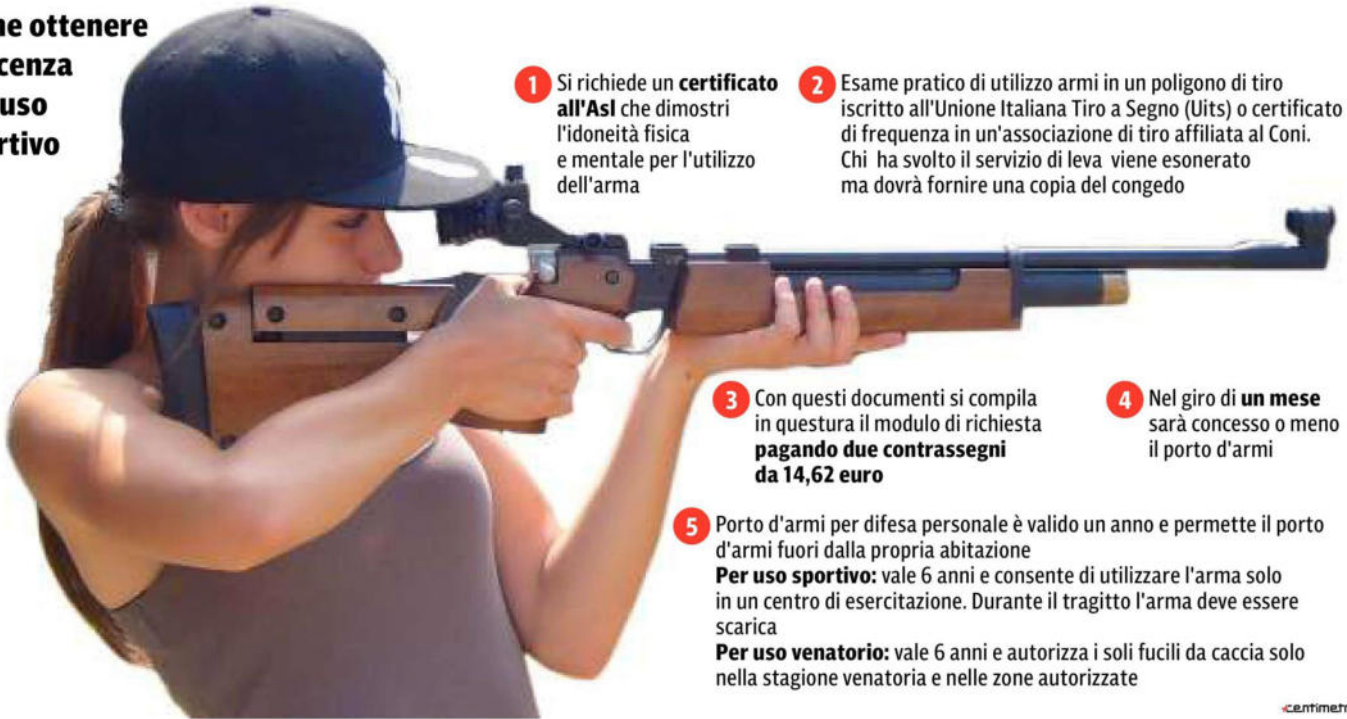 ne ottenere
cenza
uso
rtivo
1 Si richiede un certificato
all'Asl che dimostri
l'idoneità fisica
e mentale per l'utilizzo
dell'arma
2 Esame pratico di utilizzo armi in un poligono di tiro
iscritto all'Unione Italiana Tiro a Segno (Uits) o certificato
di frequenza in un'associazione di tiro affiliata al Coni.
Chi ha svolto il servizio di leva viene esonerato
ma dovrà fornire una copia del congedo
3 Con questi documenti si compila
in questura il modulo di richiesta
pagando due contrassegni
da 14,62 euro
4 Nel giro di un mese
sarà concesso o meno
il porto d'armi
5 Porto d'armi per difesa personale è valido un anno e permette il porto
d'armi fuori dalla propria abitazione
Per uso sportivo: vale 6 anni e consente di utilizzare l'arma solo
in un centro di esercitazione. Durante il tragitto l'arma deve essere
scarica
Per uso venatorio: vale 6 anni e autorizza i soli fucili da caccia solo
nella stagione venatoria e nelle zone autorizzate
centimetr